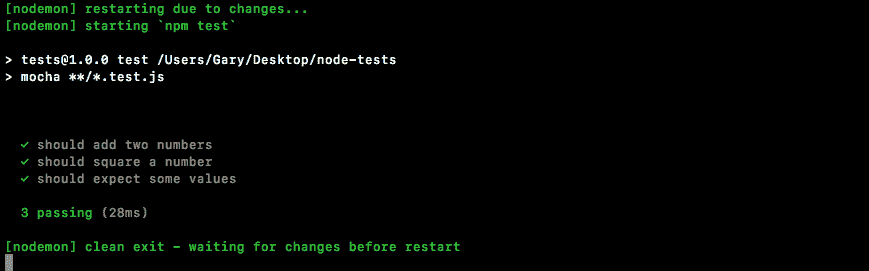 [nodemon] restarting due to changes...
[nodemon] starting `npm test`
> tests@1.0.0 test /Users/Gary/Desktop/node-tests
> mocha **/*.test.js
✓ should add two numbers
✓ should square a number
✓ should expect some values
3 passing (28ms)
[nodemon] clean exit - waiting for changes before restart